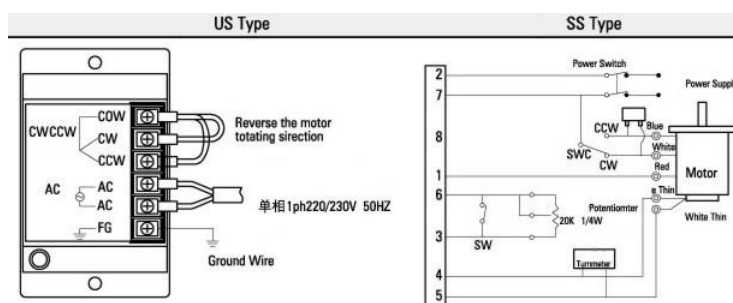 US Type
SS Type
COW
CWCCW
CW
CCW
AC
AC
AC
FG
Reverse the motor
totating sirection
单相1ph220/230V 50HZ
Ground Wire
2
7
8
1
6
3
4
5
Power Switch
Power Suppl
CCW
Blue
White
SWC
CW
Red
Motor
e Thin
Potentiomter
White Thin
20K 1/4W
SW
Tummeter